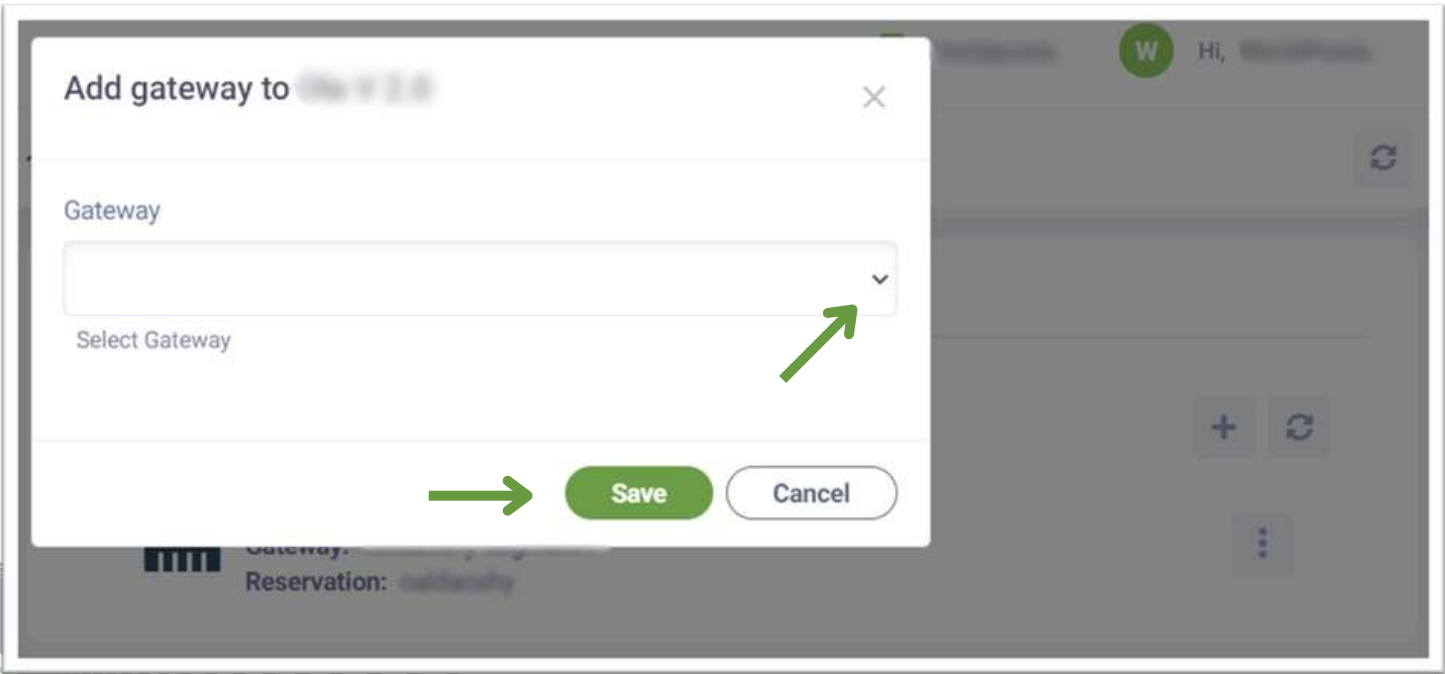 Add gateway to
W
Hi,
Gateway
Select Gateway
Save
Cancel
Gateway:
Reservation: